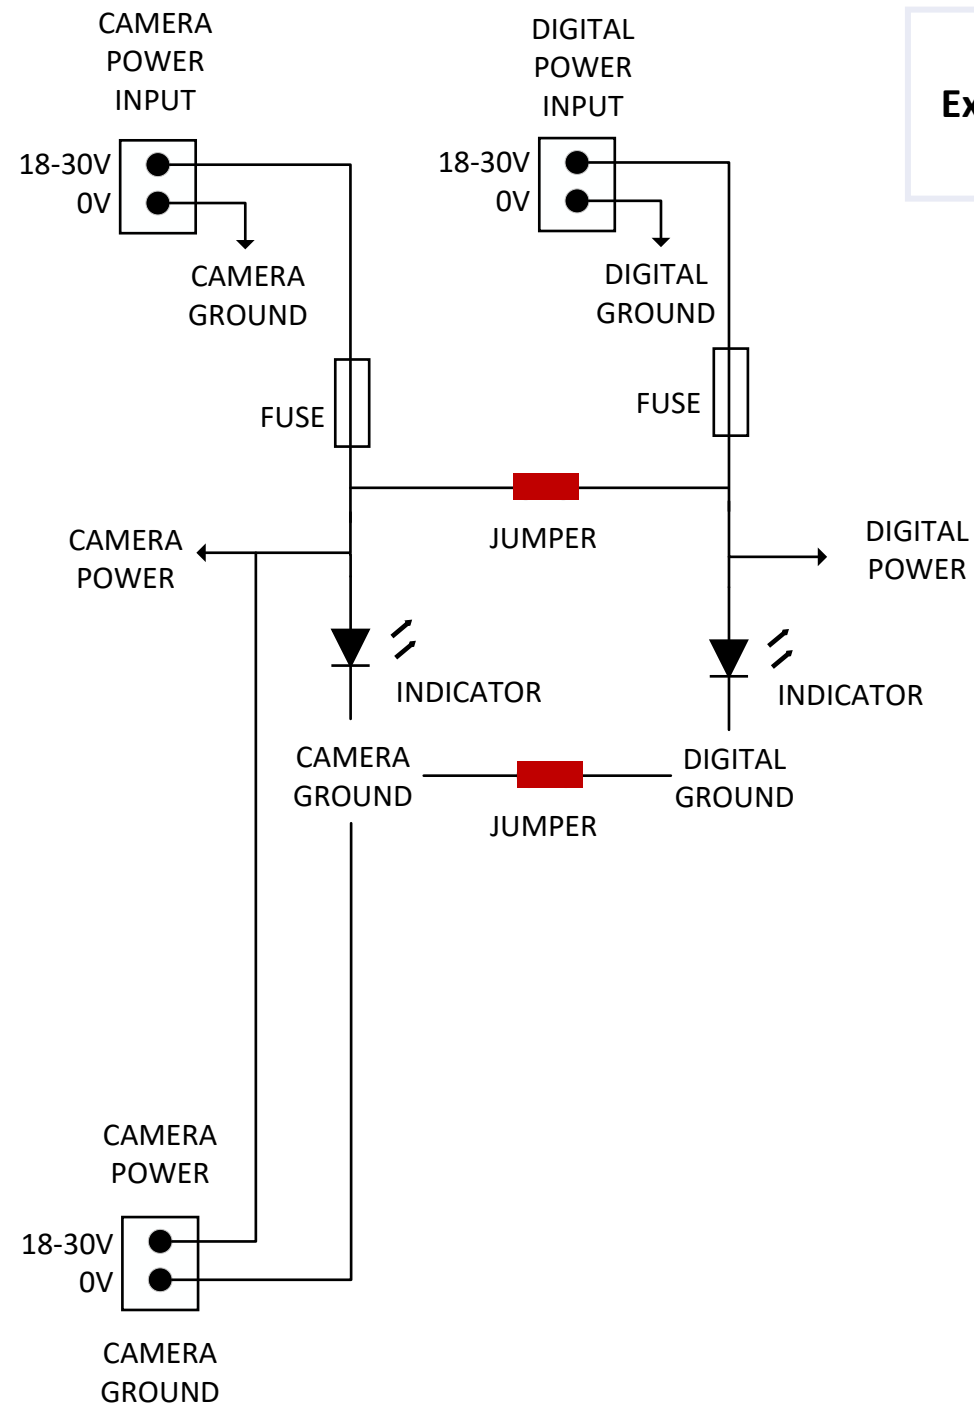 CAMERA
POWER
INPUT
DIGITAL
POWER
INPUT
Ex
18-30V
0V
18-30V
0V
CAMERA
GROUND
DIGITAL
GROUND
FUSE
FUSE
JUMPER
CAMERA
POWER
DIGITAL
POWER
INDICATOR
INDICATOR
CAMERA
GROUND
DIGITAL
GROUND
JUMPER
CAMERA
POWER
18-30V
0V
CAMERA
GROUND